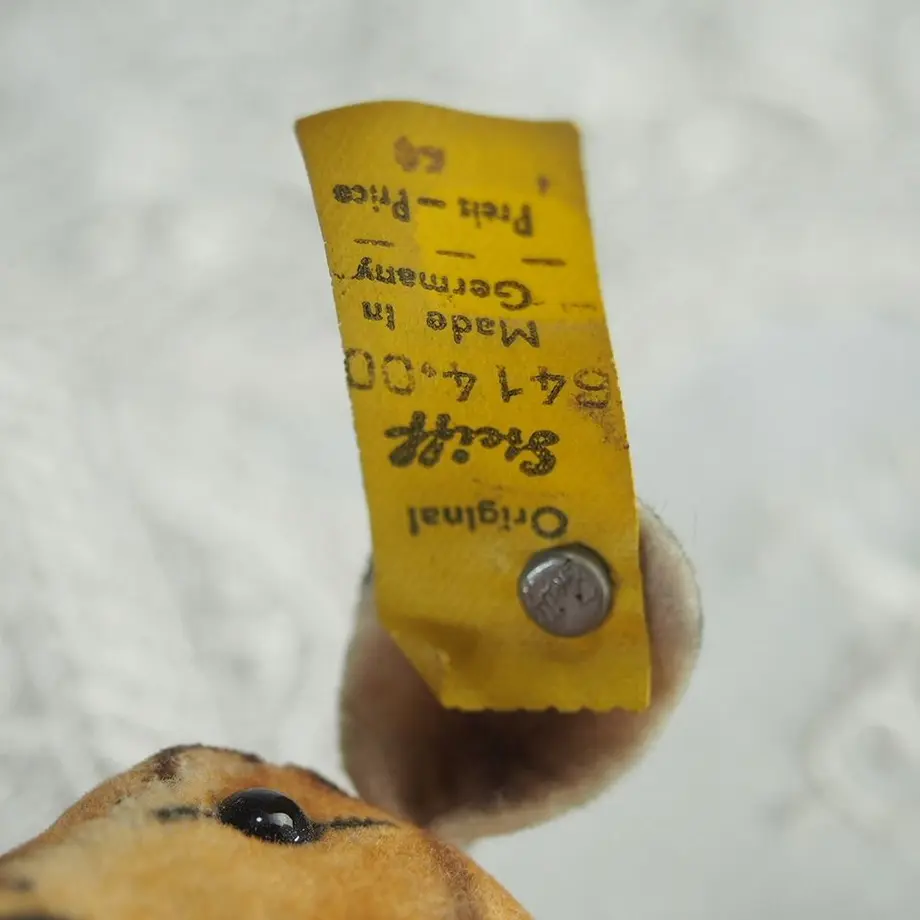 Original
Steiff
6414,00
Made in
Germany
Preis – Price